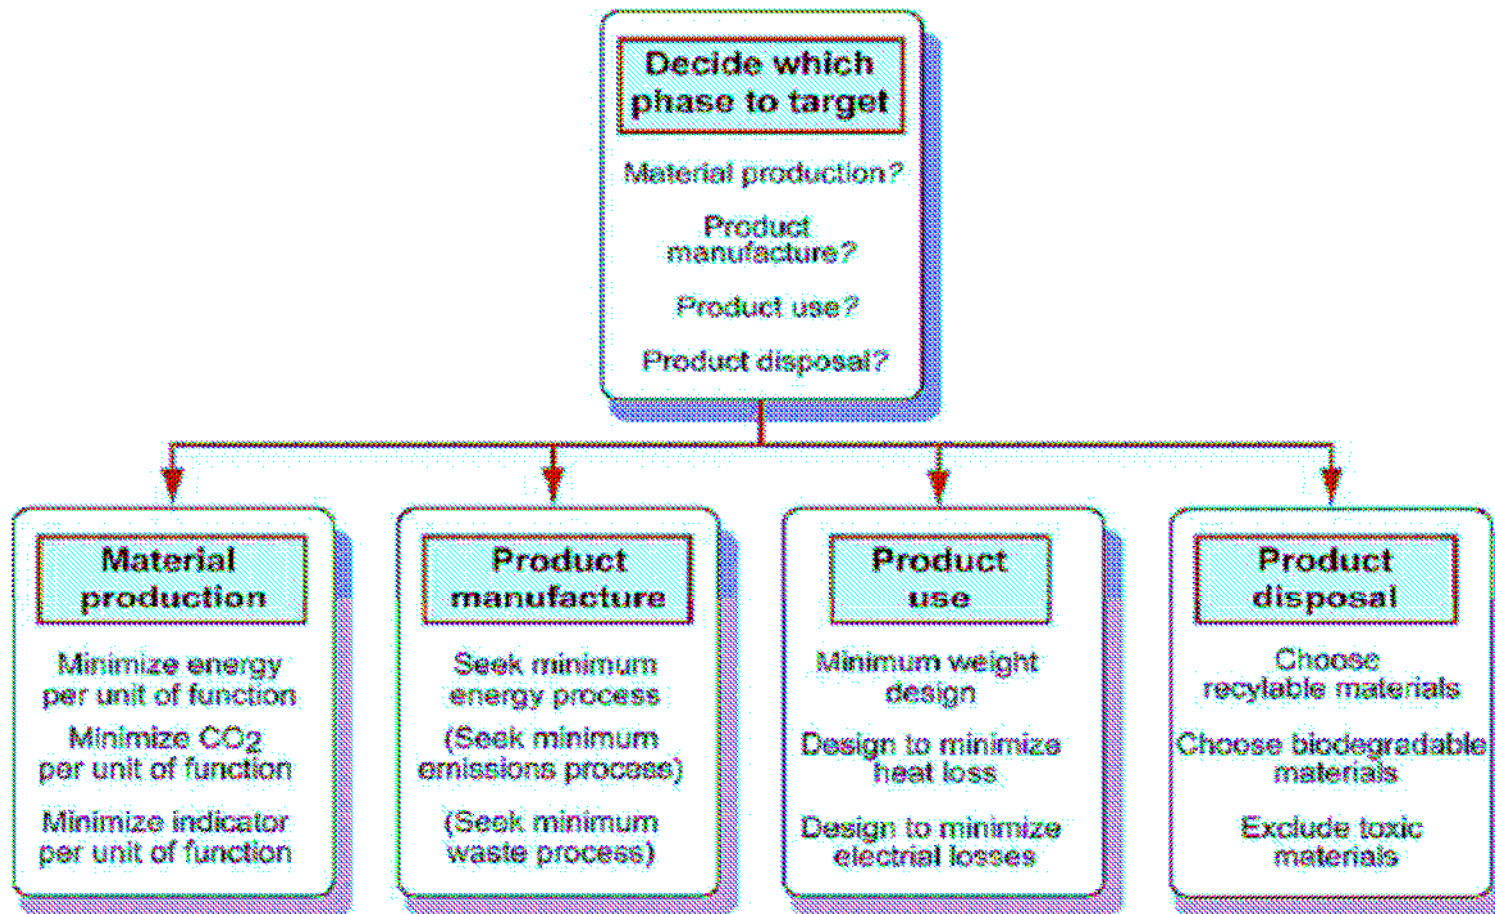 Decide which
phase to target
Material production?
Product
manufacture?
Product use?
Product disposal?
Material
production
Minimize energy
per unit of function
Minimize CO2
per unit of function
Minimize indicator
per unit of function
Product
manufacture
Seek minimum
energy process
(Seek minimum
emissions process)
(Seek minimum
waste process)
Product
use
Minimum weight
design
Design to minimize
heat loss
Design to minimize
electrial losses
Product
disposal
Choose
recylable materials
Choose biodegradable
materials
Exclude toxic
materials